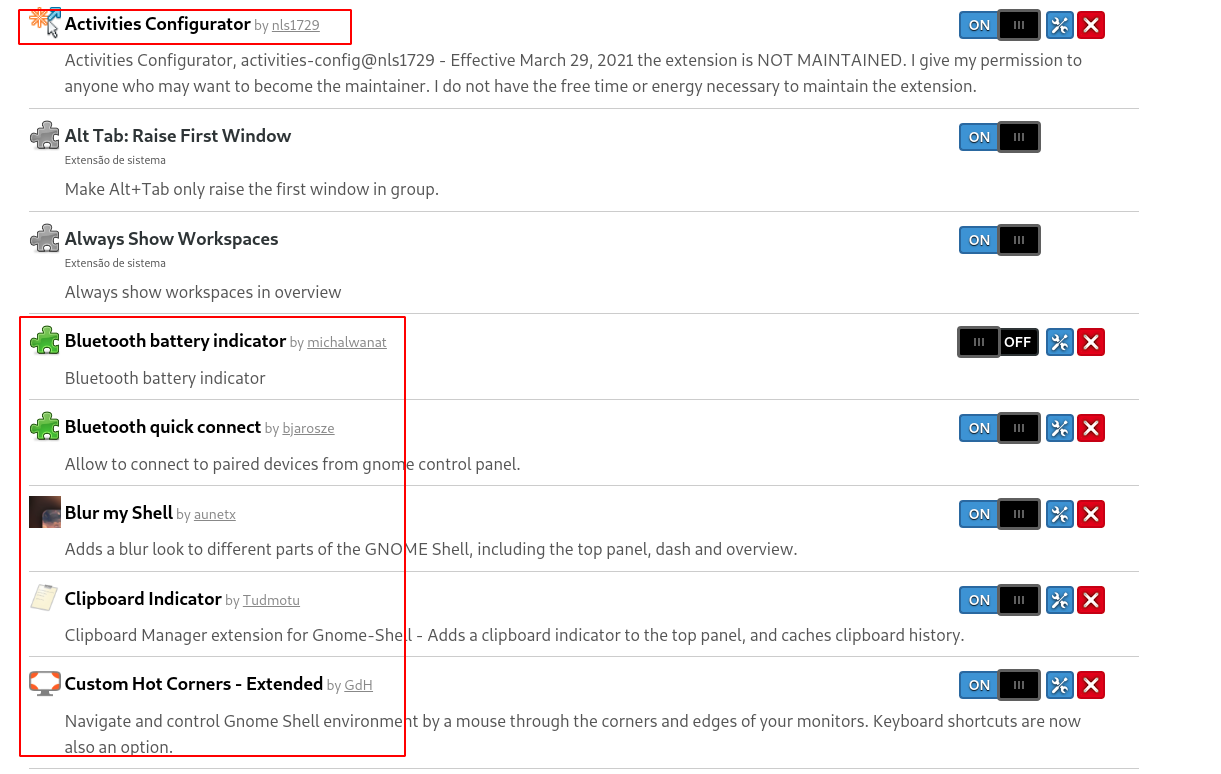 Activities Configurator by nls1729 ON
Activities Configurator, activities-config@nls1729 - Effective March 29, 2021 the extension is NOT MAINTAINED. I give my permission to
anyone who may want to become the maintainer. I do not have the free time or energy necessary to maintain the extension.
Alt Tab: Raise First Window ON
Extensão de sistema
Make Alt+Tab only raise the first window in group.
Always Show Workspaces ON
Extensão de sistema
Always show workspaces in overview
Bluetooth battery indicator by michalwanat OFF
Bluetooth battery indicator
Bluetooth quick connect by bjarosze ON
Allow to connect to paired devices from gnome control panel.
Blur my Shell by aunetx ON
Adds a blur look to different parts of the GNOME Shell, including the top panel, dash and overview.
Clipboard Indicator by Tudmotu ON
Clipboard Manager extension for Gnome-Shell - Adds a clipboard indicator to the top panel, and caches clipboard history.
Custom Hot Corners - Extended by GdH ON
Navigate and control Gnome Shell environment by a mouse through the corners and edges of your monitors. Keyboard shortcuts are now
also an option.